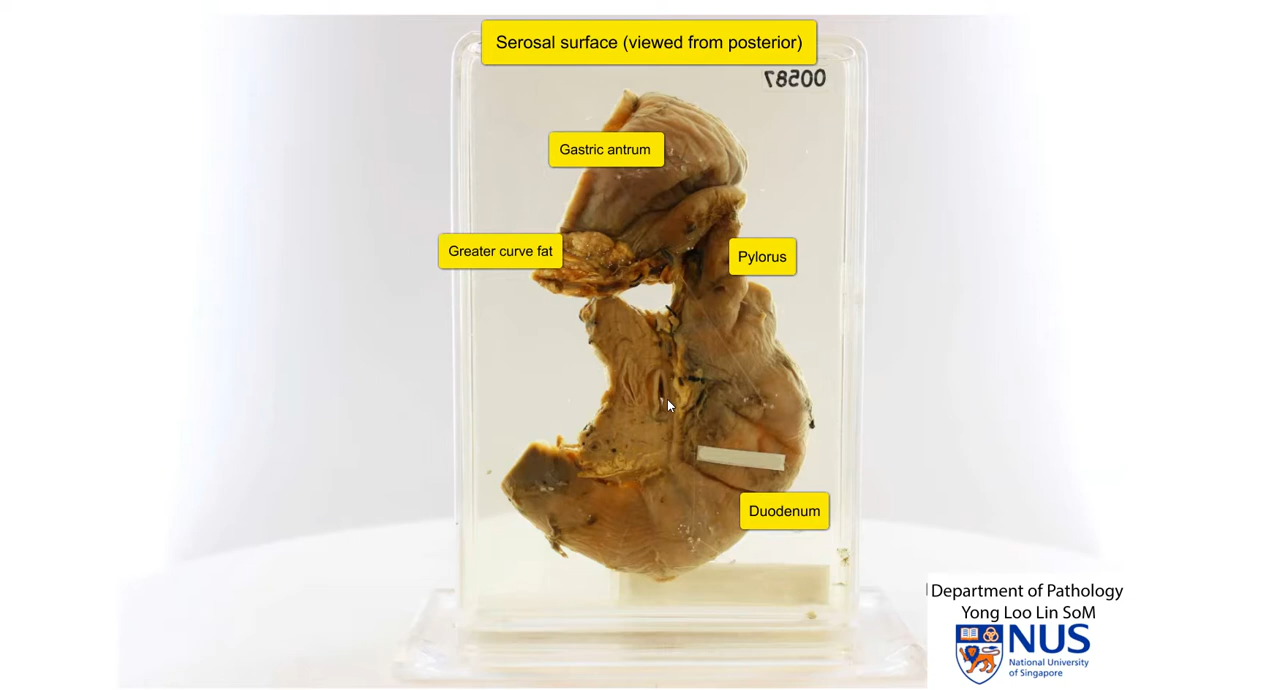 Serosal surface (viewed from posterior)
00587
Gastric antrum
Greater curve fat
Pylorus
Duodenum
Department of Pathology
Yong Loo Lin SoM
NUS
National University
of Singapore